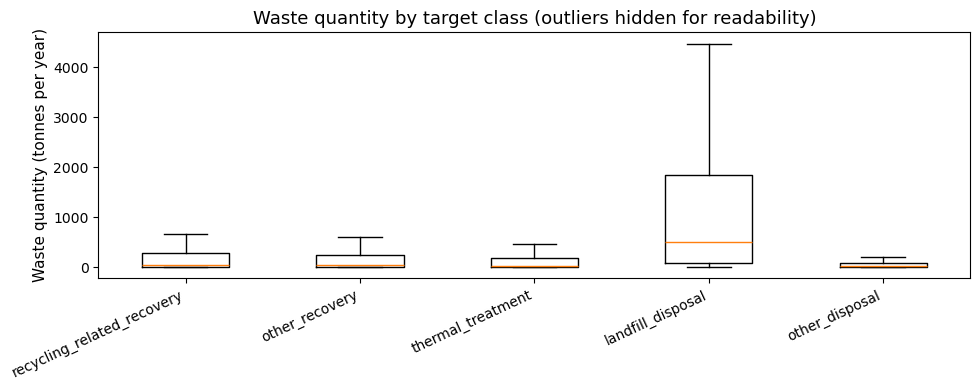 Waste quantity by target class (outliers hidden for readability)
Waste quantity (tonnes per year)
4000
3000
2000
1000
0
recycling_related_recovery
other_recovery
thermal_treatment
landfill_disposal
other_disposal